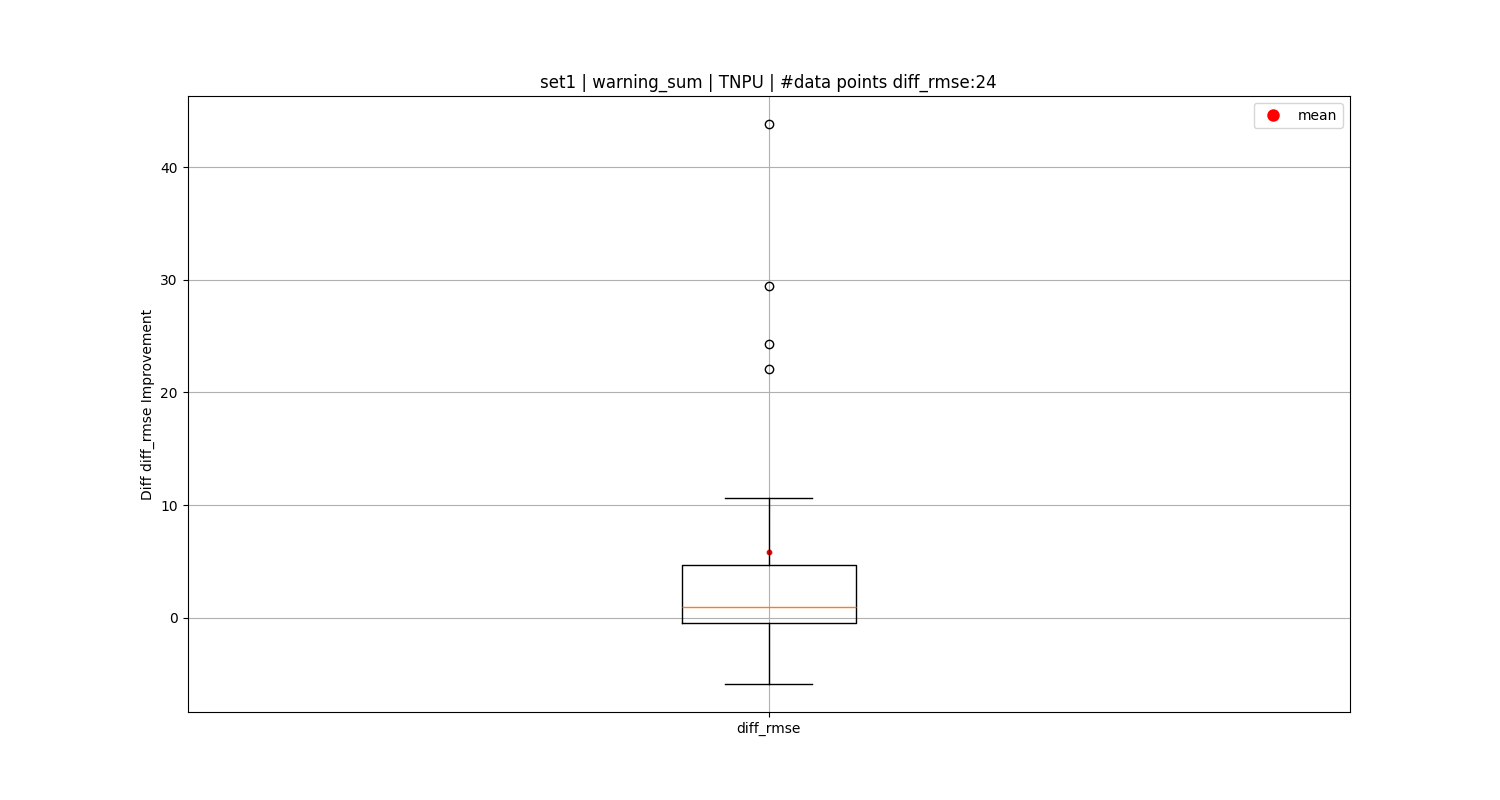 set1 | warning_sum | TNPU | #data points diff_rmse:24
mean
Diff diff_rmse Improvement
40
30
20
10
0
diff_rmse